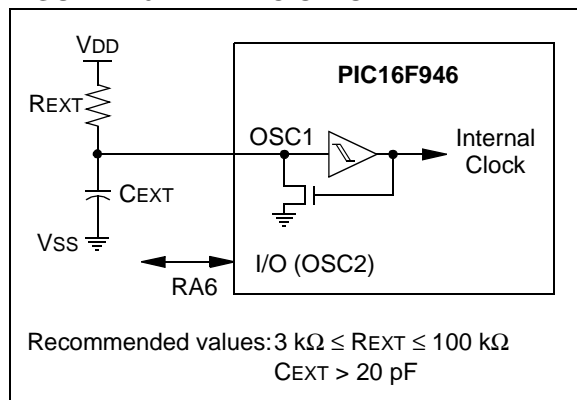 VDD
PIC16F946
REXT
OSC1
Internal
Clock
CEXT
VSS
I/O (OSC2)
RA6
Recommended values: 3 kΩ ≤ REXT ≤ 100 kΩ
CEXT > 20 pF